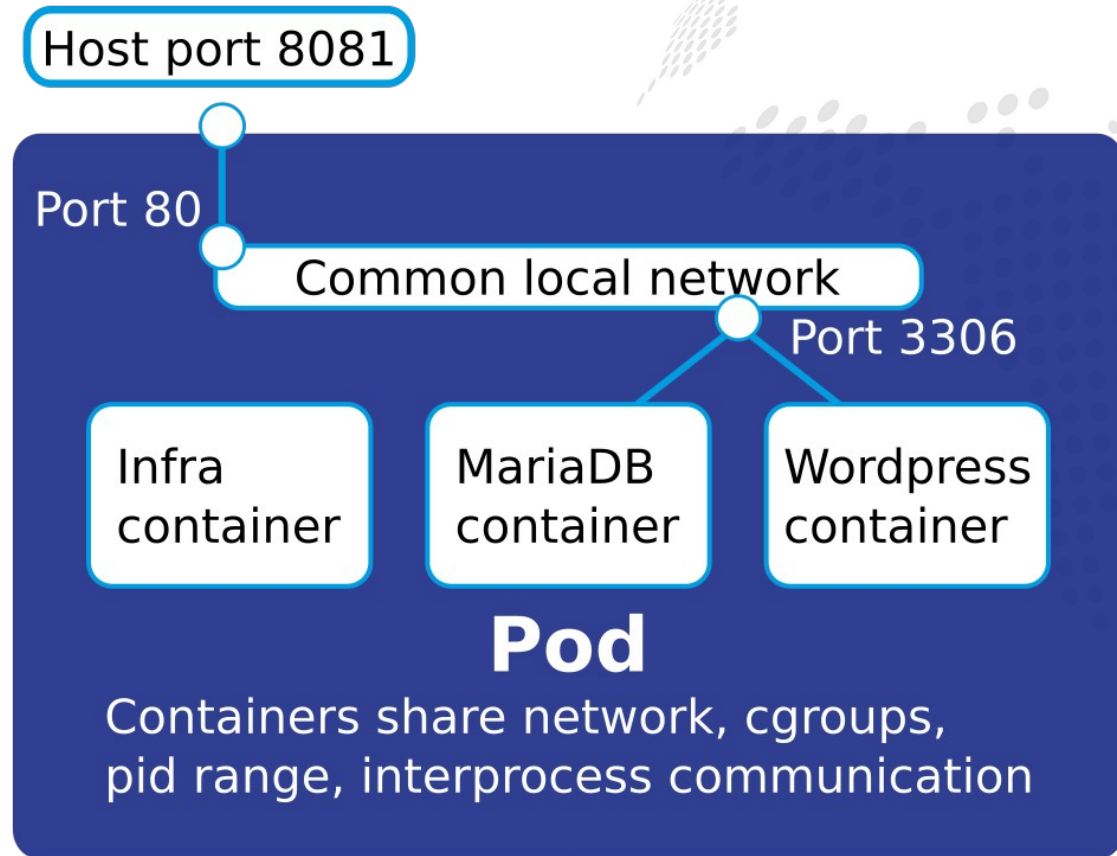 Host port 8081
Port 80
Common local network
Port 3306
Infra
container
MariaDB
container
Wordpress
container
Pod
Containers share network, cgroups,
pid range, interprocess communication